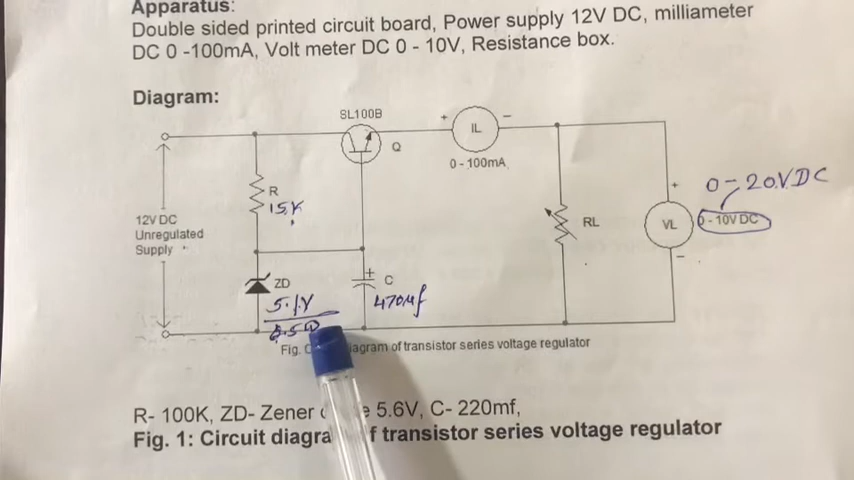 Apparatus:
Double sided printed circuit board, Power supply 12V DC, milliameter
DC 0 -100mA, Volt meter DC 0 - 10V, Resistance box.
Diagram:
SL100B
+ IL -
Q
0-100mA
R
15K
12V DC
Unregulated
Supply
RL
+
VL
-
0-20VDC
0-10V DC
ZD
5.1V
+
C
470Mf
Fig. agram of transistor series voltage regulator
R- 100K, ZD- Zener e 5.6V, C- 220mf,
Fig. 1: Circuit diagra f transistor series voltage regulator